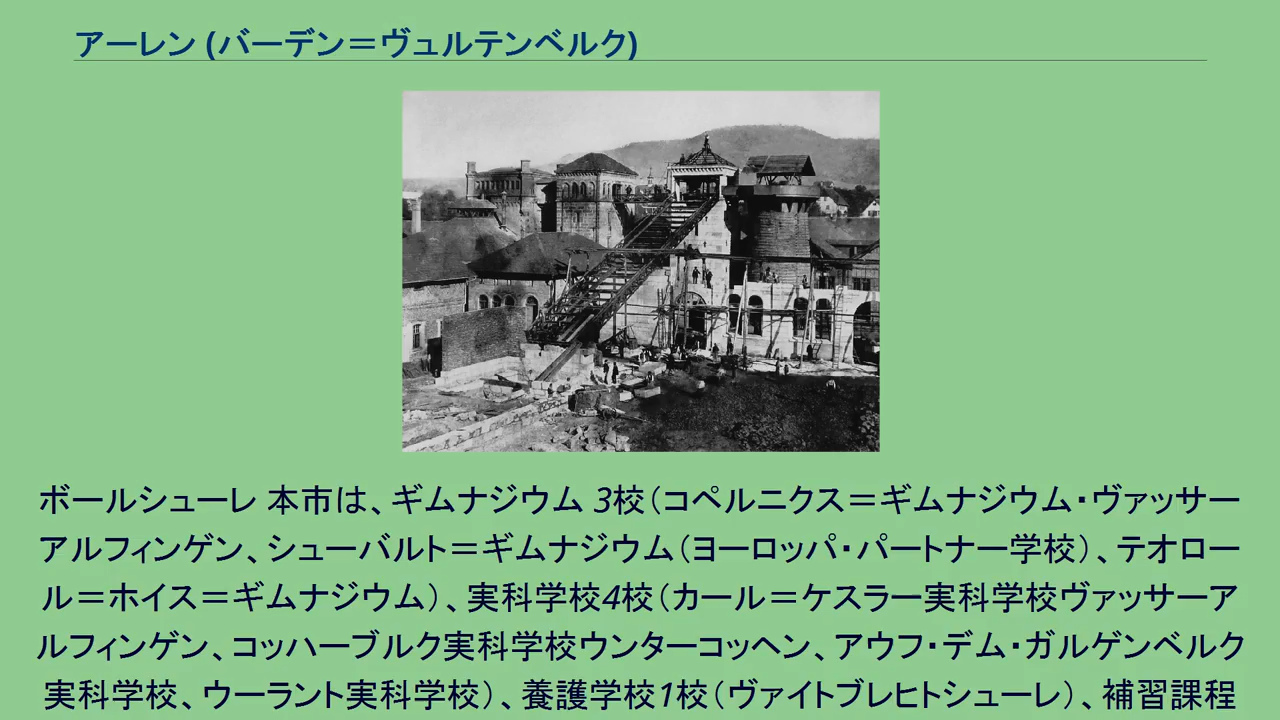 アーレン (バーデン＝ヴュルテンベルク)
ボールシューレ 本市は、ギムナジウム 3校（コペルニクス＝ギムナジウム・ヴァッサー
アルフィンゲン、シューバルト＝ギムナジウム（ヨーロッパ・パートナー学校）、テオロー
ル＝ホイス＝ギムナジウム）、実科学校4校（カール＝ケスラー実科学校ヴァッサーア
ルフィンゲン、コッハーブルク実科学校ウンターコッヘン、アウフ・デム・ガルゲンベルク
実科学校、ウーラント実科学校）、養護学校1校（ヴァイトブレヒトシューレ）、補習課程